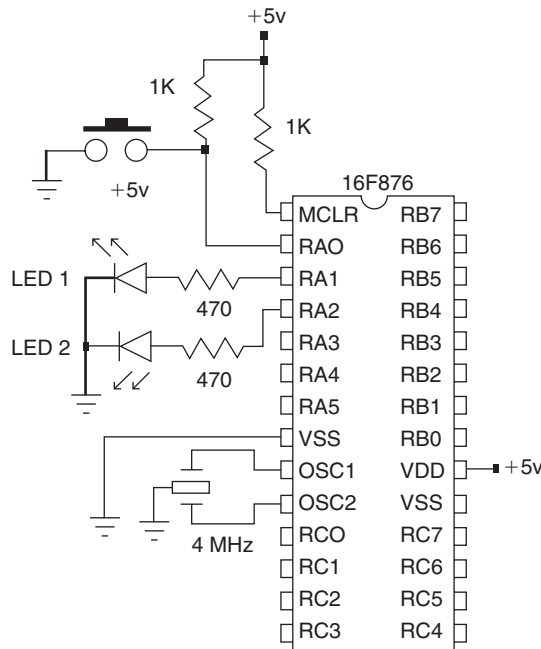 +5v
1K
1K
+5v
16F876
MCLR RB7
RAO RB6
LED 1
470
RA1 RB5
LED 2
470
RA2 RB4
RA3 RB3
RA4 RB2
RA5 RB1
VSS RB0
OSC1 VDD +5v
OSC2 VSS
4 MHz
RCO RC7
RC1 RC6
RC2 RC5
RC3 RC4